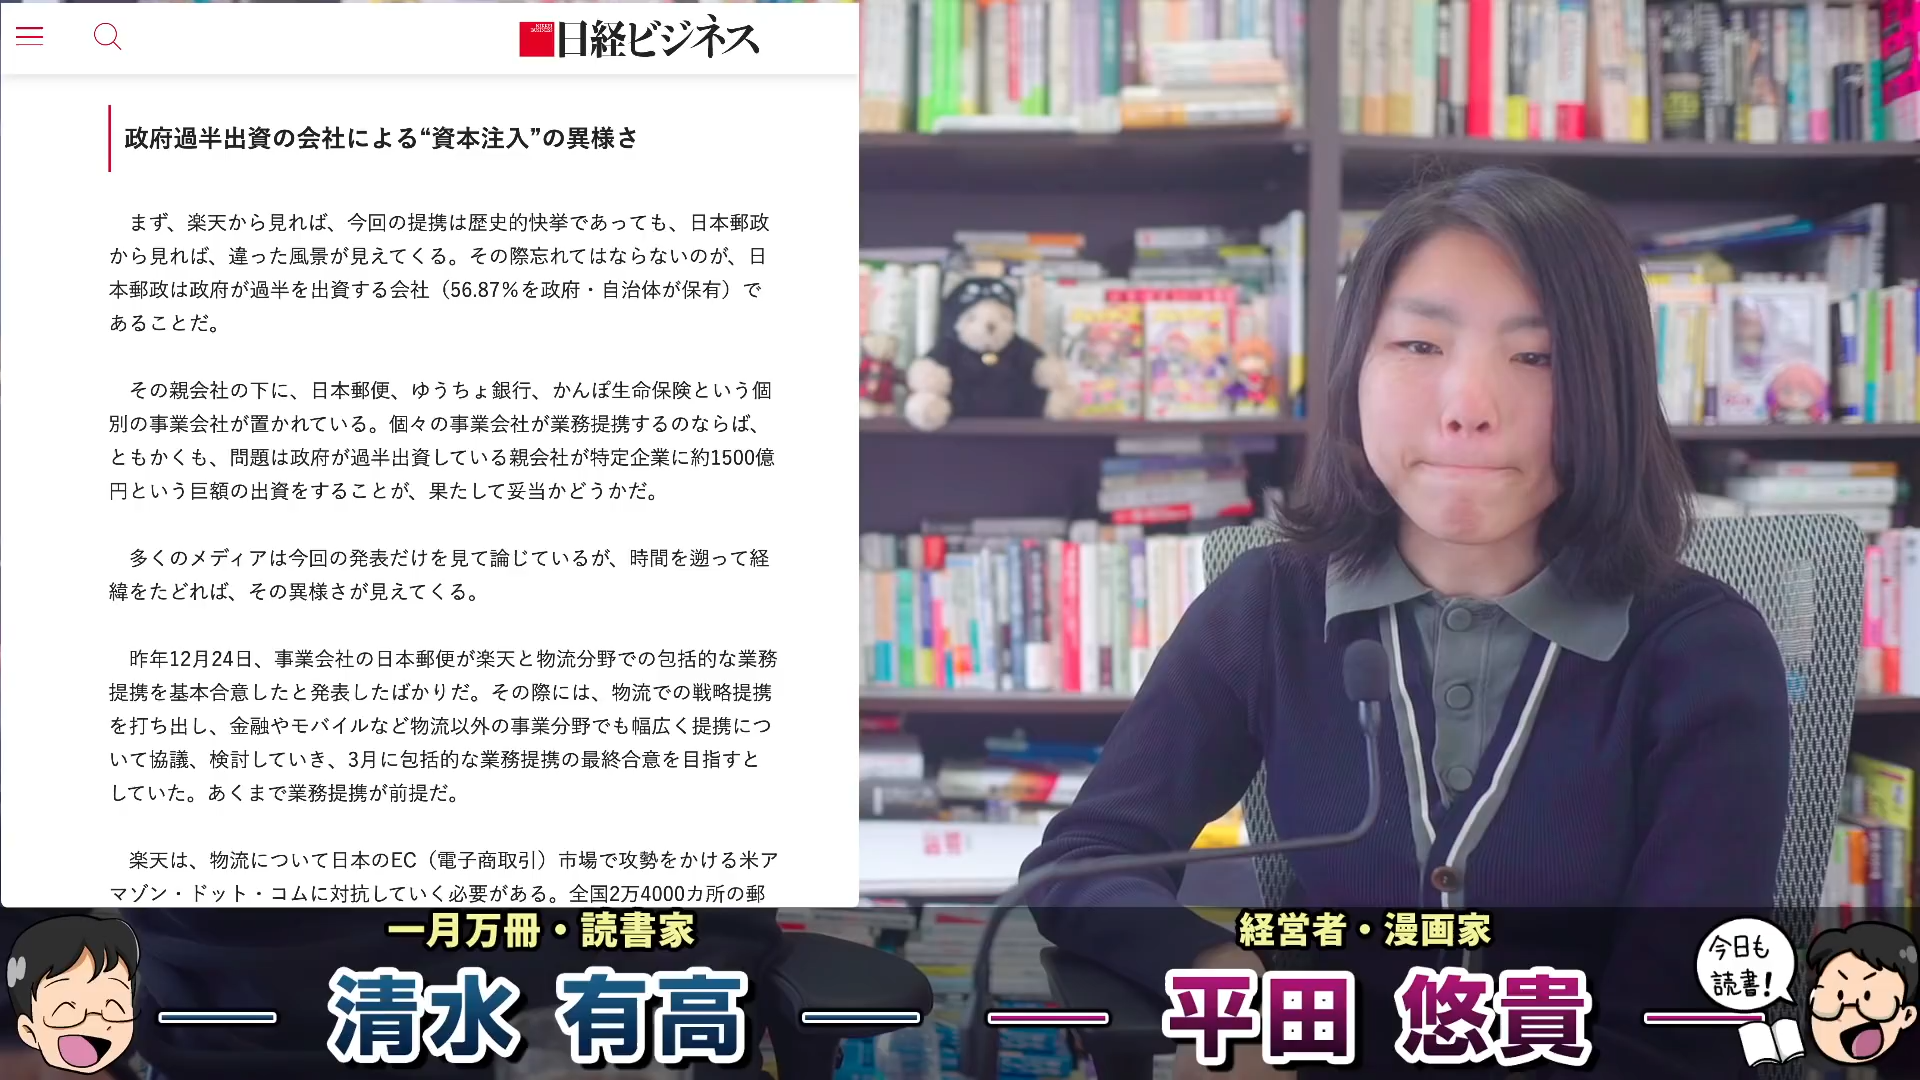 NIKKEI
BUSINESS
日経ビジネス
政府過半出資の会社による“資本注入”の異様さ
まず、楽天から見れば、今回の提携は歴史的快挙であっても、日本郵政
から見れば、違った風景が見えてくる。その際忘れてはならないのが、日
本郵政は政府が過半を出資する会社（56.87％を政府・自治体が保有）で
あることだ。
その親会社の下に、日本郵便、ゆうちょ銀行、かんぽ生命保険という個
別の事業会社が置かれている。個々の事業会社が業務提携するのならば、
ともかくも、問題は政府が過半出資している親会社が特定企業に約1500億
円という巨額の出資をすることが、果たして妥当かどうかだ。
多くのメディアは今回の発表だけを見て論じているが、時間を遡って経
緯をたどれば、その異様さが見えてくる。
昨年12月24日、事業会社の日本郵便が楽天と物流分野での包括的な業務
提携を基本合意したと発表したばかりだ。その際には、物流での戦略提携
を打ち出し、金融やモバイルなど物流以外の事業分野でも幅広く提携につ
いて協議、検討していき、3月に包括的な業務提携の最終合意を目指すと
していた。あくまで業務提携が前提だ。
楽天は、物流について日本のEC（電子商取引）市場で攻勢をかける米ア
マゾン・ドット・コムに対抗していく必要がある。全国2万4000カ所の郵
一月万冊・読書家
清水 有高
経営者・漫画家
平田 悠貴
今日も
読書!